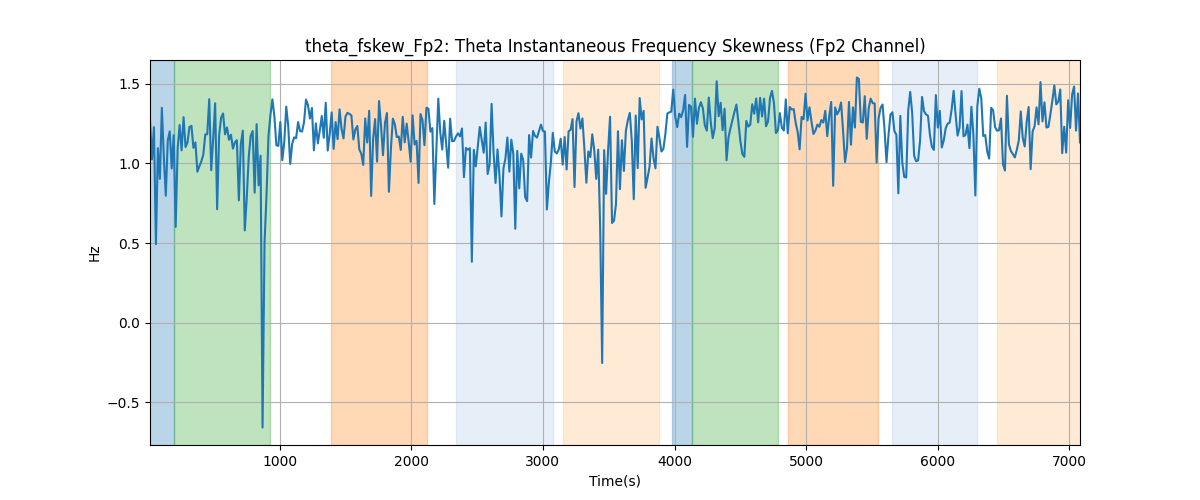 theta_fskew_Fp2: Theta Instantaneous Frequency Skewness (Fp2 Channel)
1.5
1.0
0.5
0.0
−0.5
Hz
1000 2000 3000 4000 5000 6000 7000
Time(s)